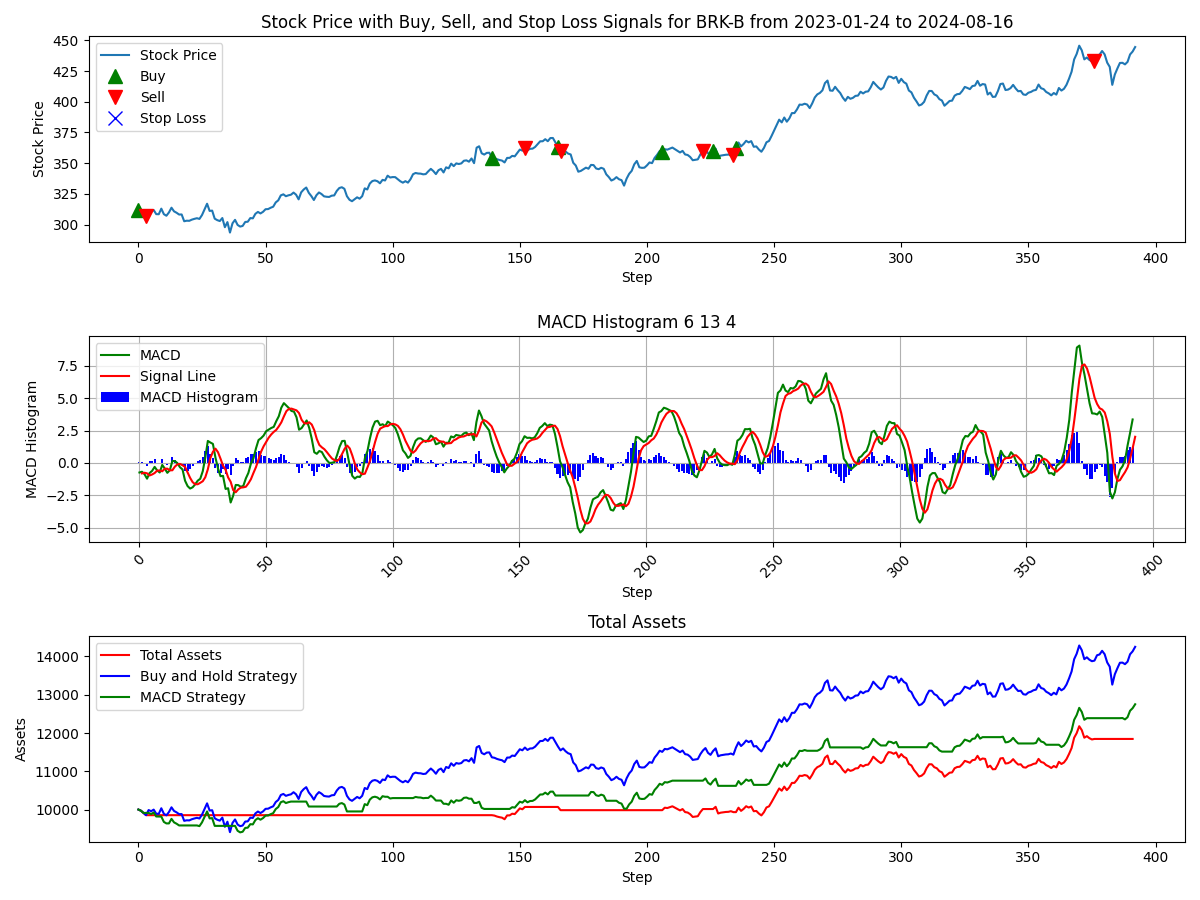 Stock Price with Buy, Sell, and Stop Loss Signals for BRK-B from 2023-01-24 to 2024-08-16
450
425
400
375
350
325
300
Stock Price
Stock Price
Buy
Sell
Stop Loss
0 50 100 150 200 250 300 350 400
Step
MACD Histogram 6 13 4
7.5
5.0
2.5
0.0
−2.5
−5.0
MACD Histogram
MACD
Signal Line
MACD Histogram
0 50 100 150 200 250 300 350 400
Step
Total Assets
14000
13000
12000
11000
10000
Assets
Total Assets
Buy and Hold Strategy
MACD Strategy
0 50 100 150 200 250 300 350 400
Step